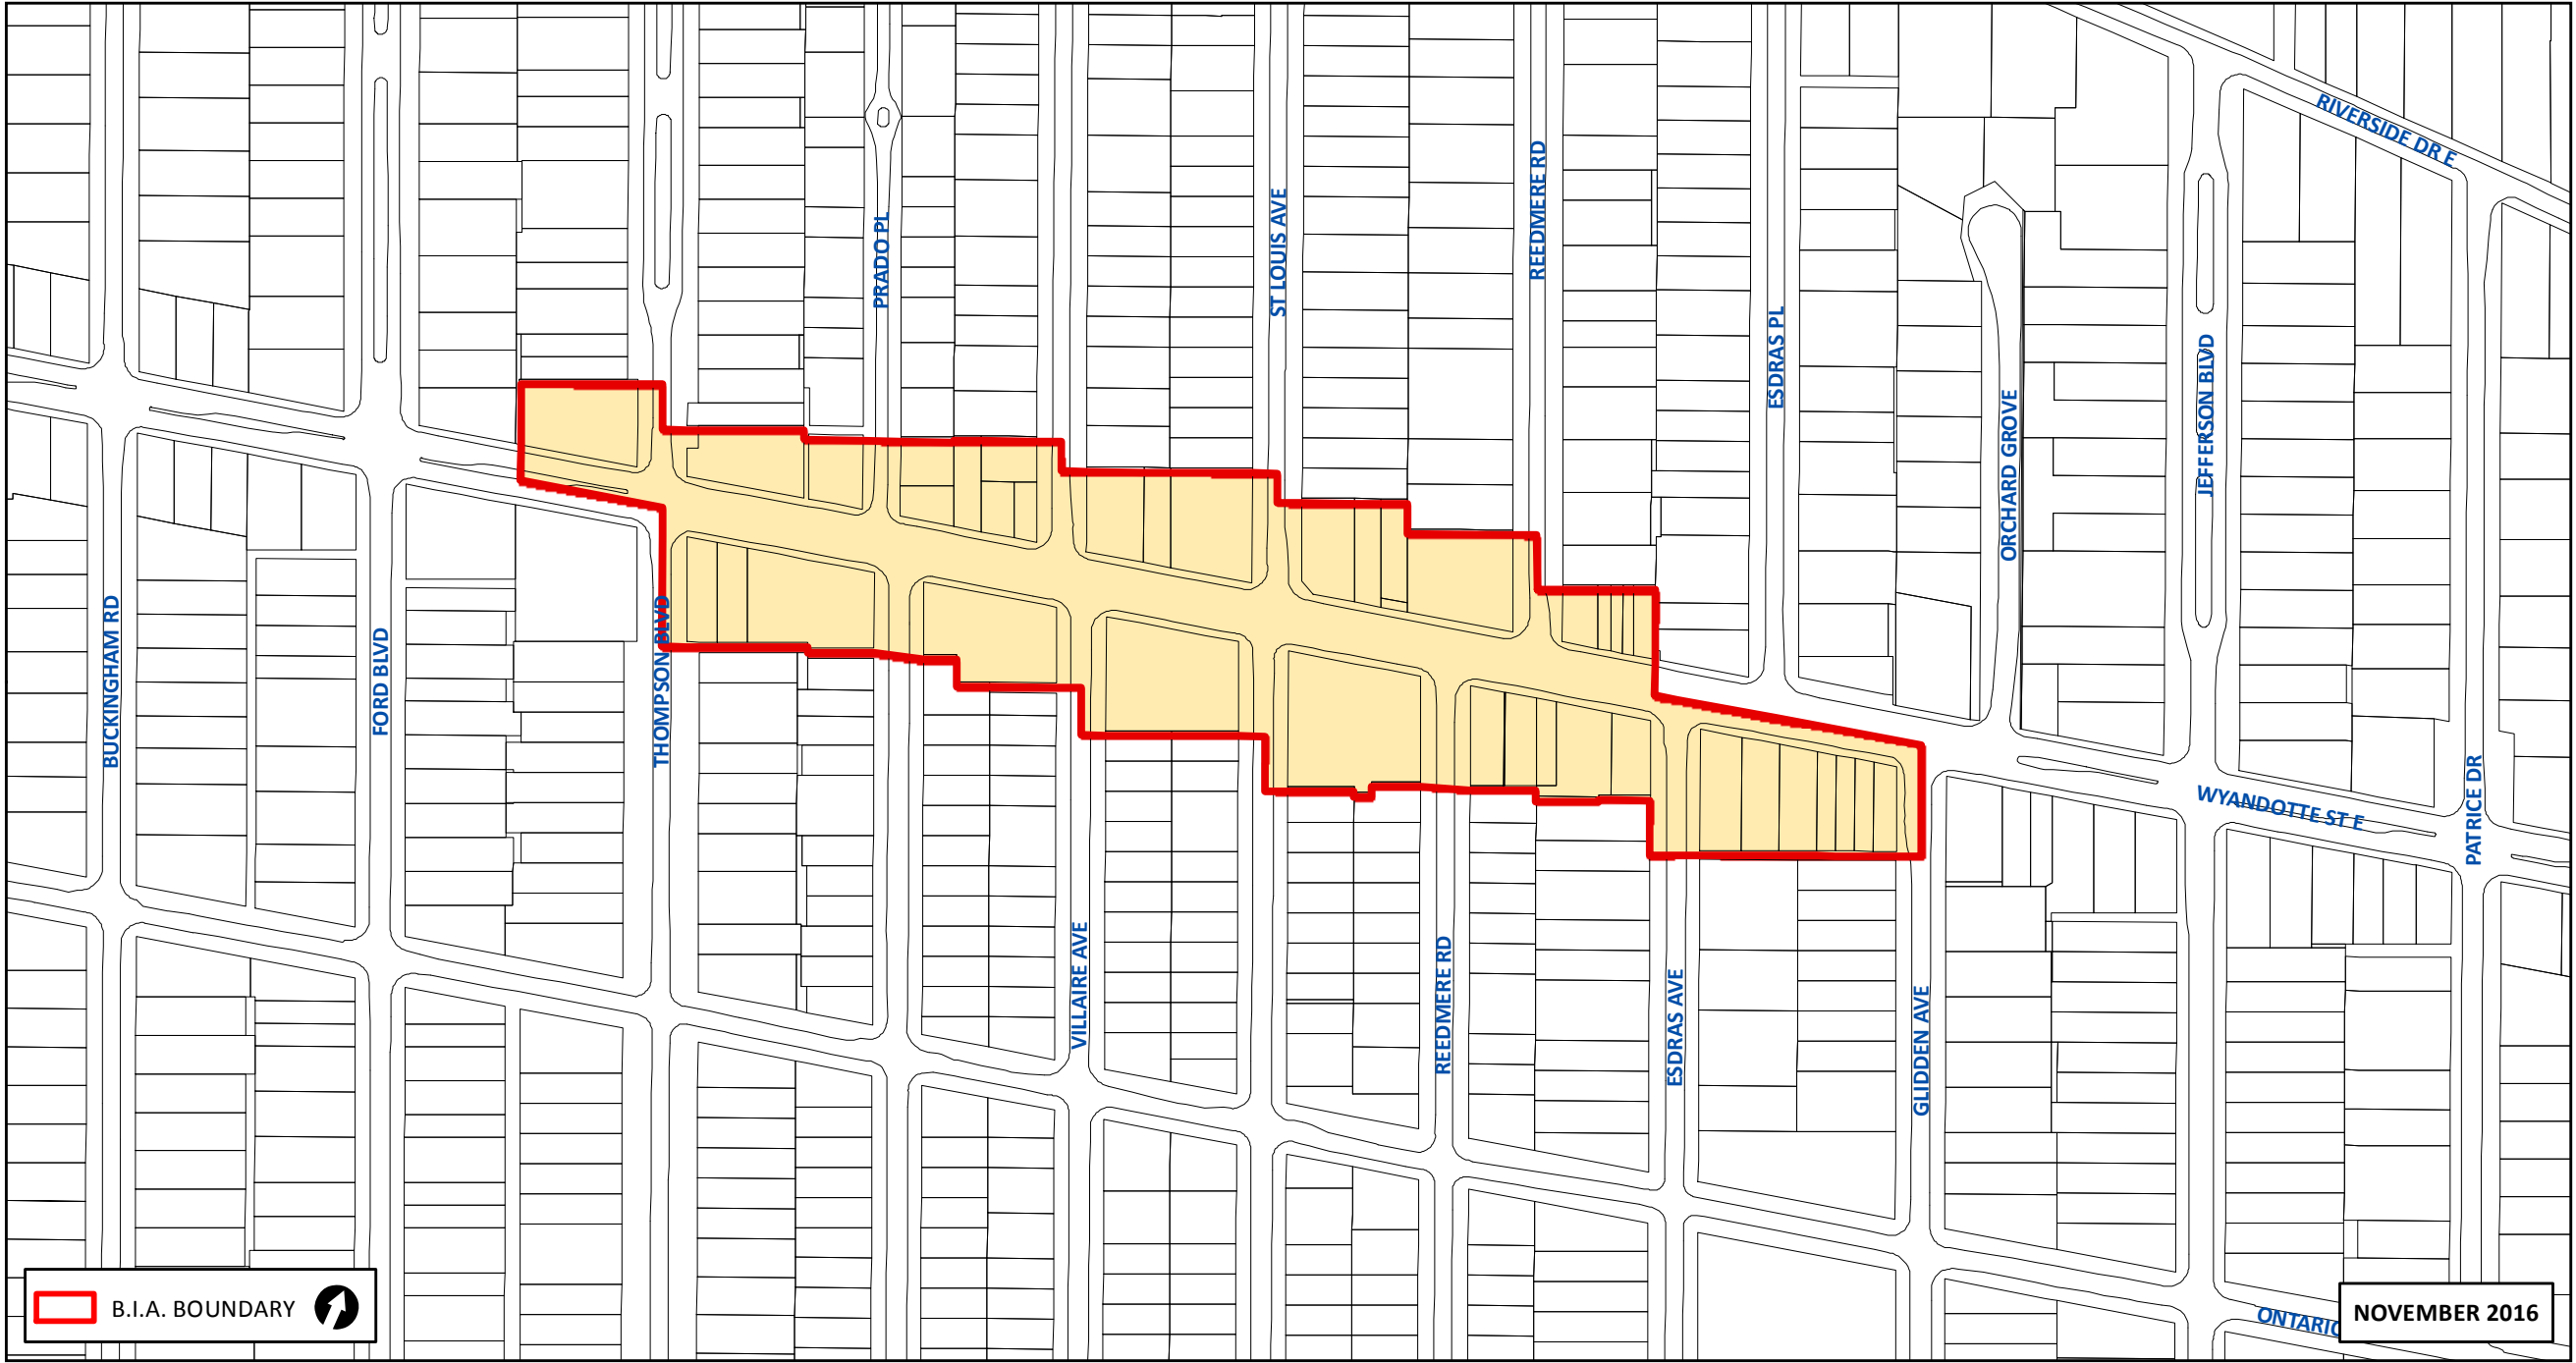 RIVERSIDE DR E
REEDMERE RD
ST LOUIS AVE
PRADO PL
ESDRAS PL
JEFFERSON BLVD
ORCHARD GROVE
BUCKINGHAM RD
FORD BLVD
THOMPSON BLVD
WYANDOTTE ST E
PATRICE DR
VILLAIRE AVE
REEDMERE RD
ESDRAS AVE
GLIDDEN AVE
B.I.A. BOUNDARY
ONTARIO
NOVEMBER 2016